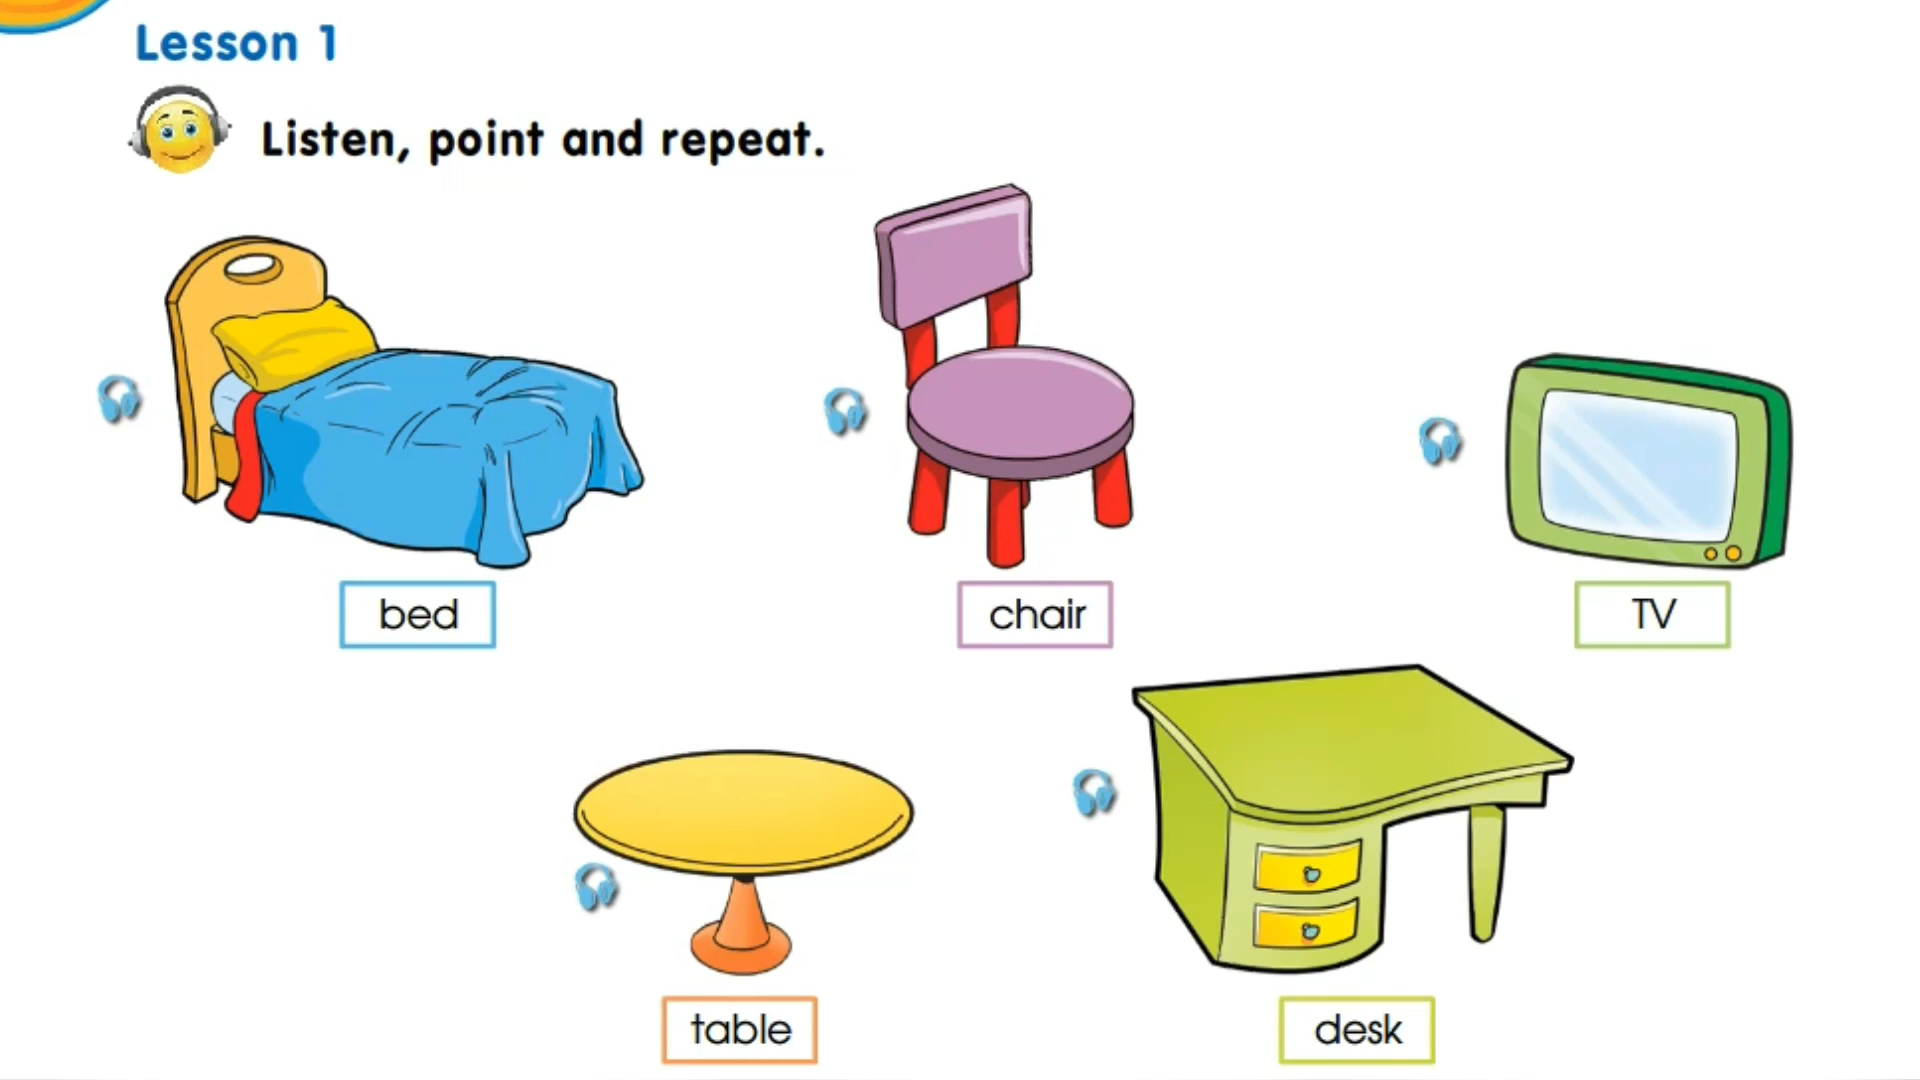 Lesson 1
Listen, point and repeat.
bed
chair
TV
table
desk